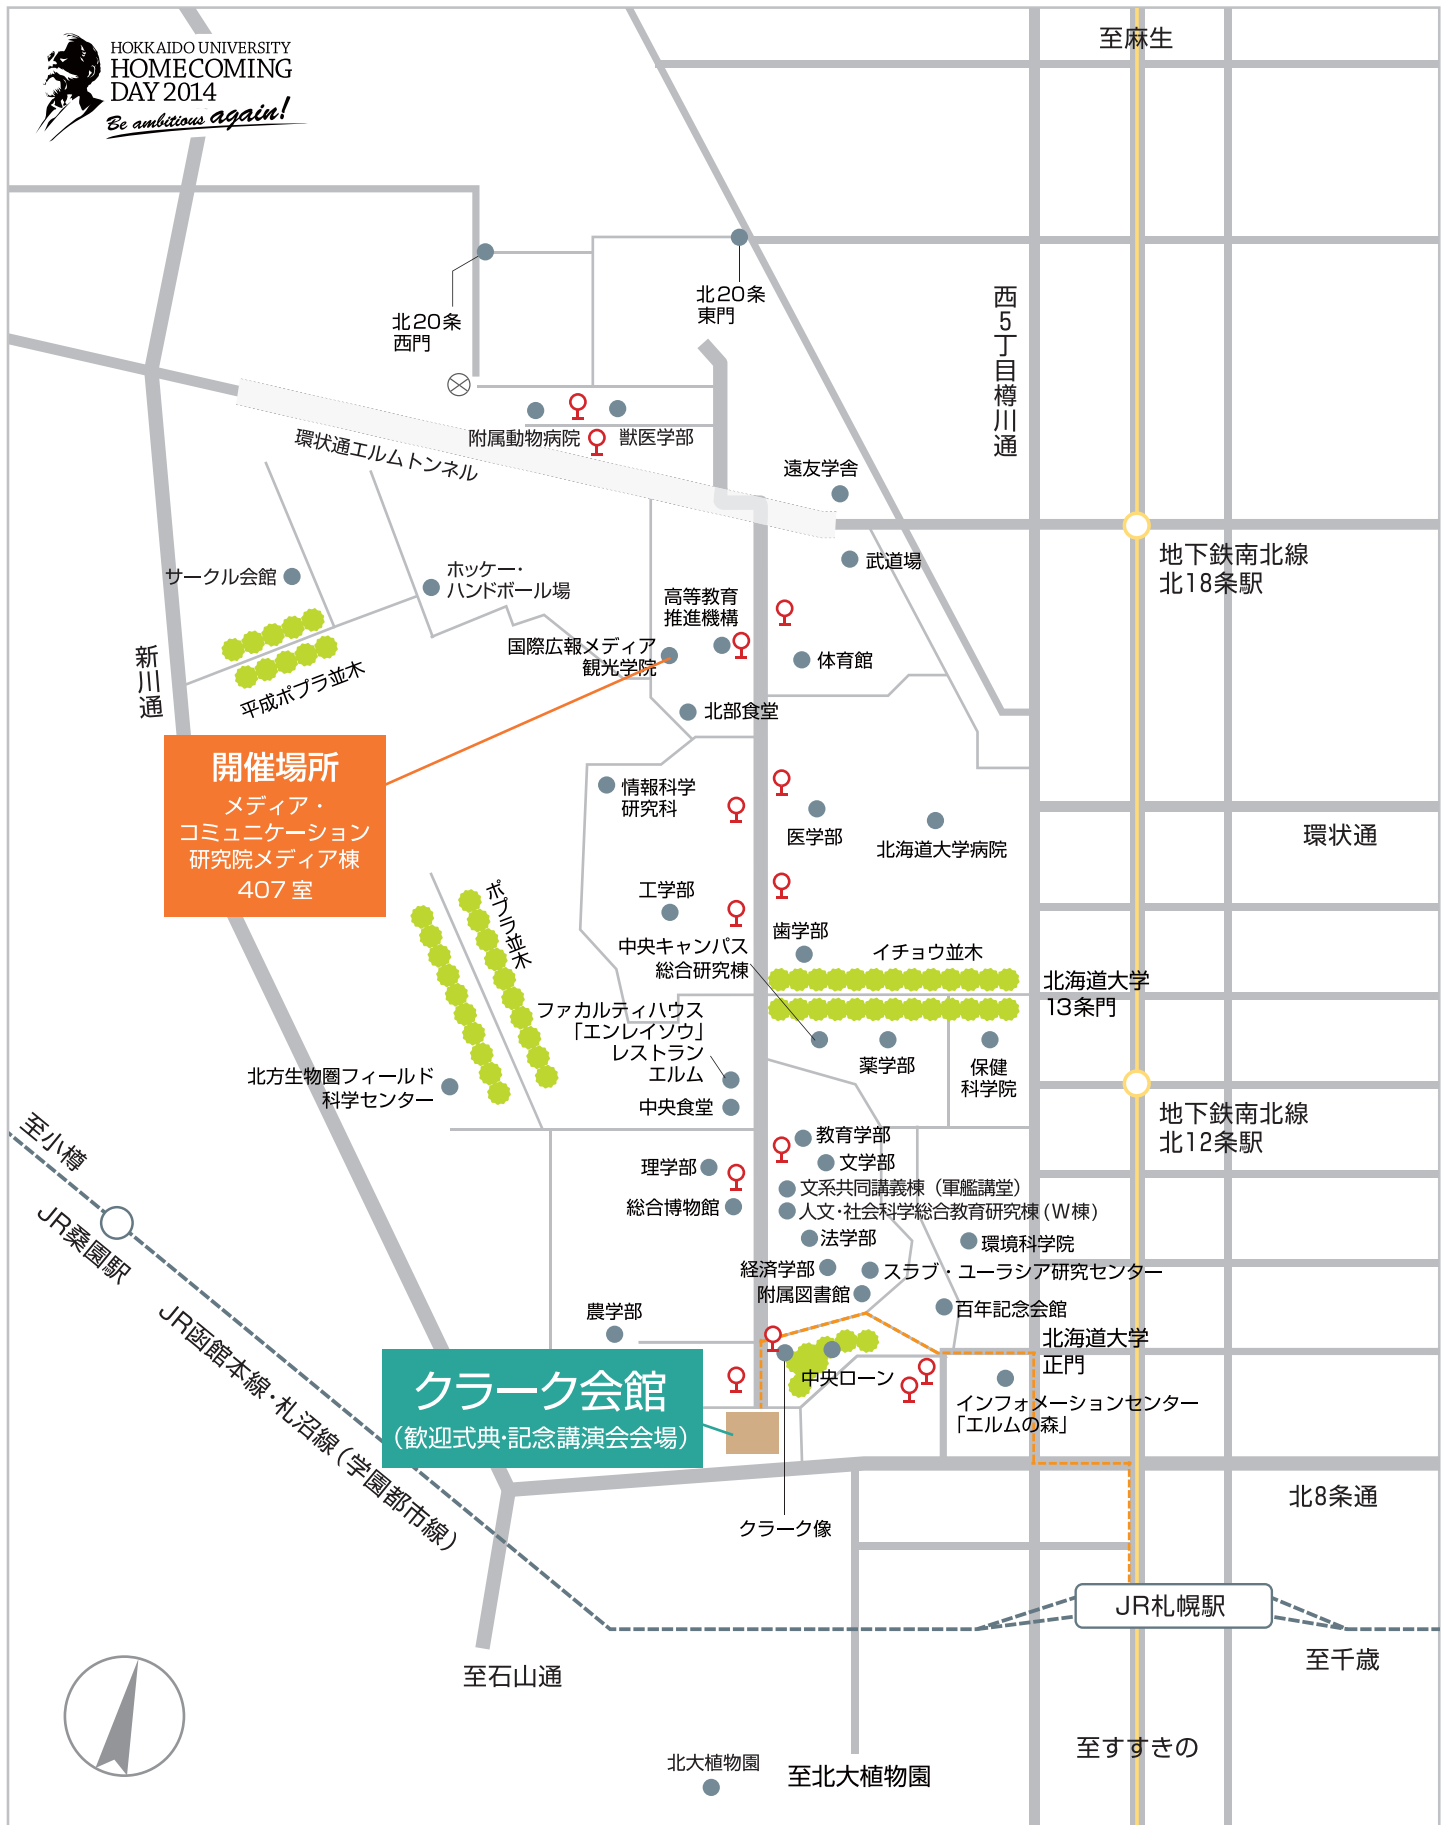 HOKKAIDO UNIVERSITY
HOMECOMING
DAY 2014
Be ambitious again!
至麻生
北20条
西門
北20条
東門
西5丁目樽川通
附属動物病院
獣医学部
環状通エルムトンネル
遠友学舎
武道場
地下鉄南北線
北18条駅
サークル会館
ホッケー・
ハンドボール場
高等教育
推進機構
国際広報メディア
観光学院
体育館
新川通
平成ポプラ並木
北部食堂
開催場所
メディア・
コミュニケーション
研究院メディア棟
407 室
情報科学
研究科
医学部
北海道大学病院
環状通
工学部
ポプラ並木
歯学部
中央キャンパス
総合研究棟
イチョウ並木
北海道大学
13条門
ファカルティハウス
「エンレイソウ」
レストラン
エルム
薬学部
保健
科学院
北方生物圏フィールド
科学センター
中央食堂
地下鉄南北線
北12条駅
至小樽
JR桑園駅
教育学部
文学部
理学部
文系共同講義棟（軍艦講堂）
総合博物館
人文・社会科学総合教育研究棟(W棟)
法学部
環境科学院
経済学部
スラブ・ユーラシア研究センター
附属図書館
百年記念会館
農学部
北海道大学
正門
JR函館本線・札沼線(学園都市線)
クラーク会館
(歓迎式典・記念講演会会場)
中央ローン
インフォメーションセンター
「エルムの森」
北8条通
クラーク像
JR札幌駅
至石山通
至千歳
至すすきの
北大植物園
至北大植物園